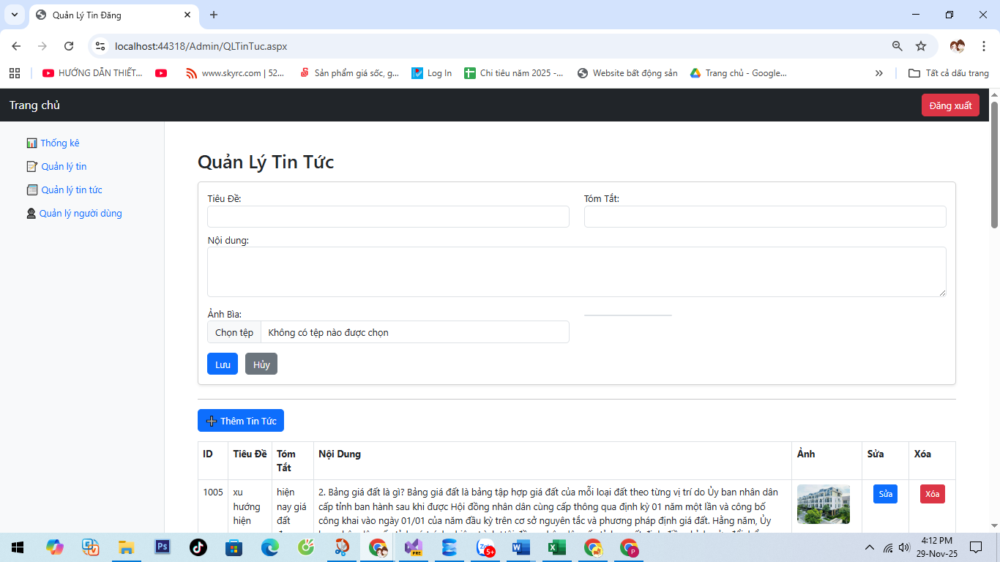 Quản Lý Tin Đăng
localhost:44318/Admin/QLTinTuc.aspx
HƯỚNG DẪN THIẾT... www.skyrc.com | 52... Sản phẩm giá sốc, g... Log In Chi tiêu năm 2025 -... Website bất động sản Trang chủ - Google... Tất cả dấu trang
Trang chủ Đăng xuất
Thống kê
Quản lý tin
Quản lý tin tức
Quản lý người dùng
Quản Lý Tin Tức
Tiêu Đề: Tóm Tắt:
Nội dung:
Ảnh Bìa:
Chọn tệp Không có tệp nào được chọn
Lưu Hủy
Thêm Tin Tức
ID Tiêu Đề Tóm Tắt Nội Dung Ảnh Sửa Xóa
1005 xu hướng hiện hiện nay giá đất
2. Bảng giá đất là gì? Bảng giá đất là bảng tập hợp giá đất của mỗi loại đất theo từng vị trí do Ủy ban nhân dân
cấp tỉnh ban hành sau khi được Hội đồng nhân dân cùng cấp thông qua định kỳ 01 năm một lần và công bố
công khai vào ngày 01/01 của năm đầu kỳ trên cơ sở nguyên tắc và phương pháp định giá đất. Hằng năm, Ủy
Sửa Xóa
Ps
PRE
Zalo
5+
W
X
P
4:12 PM
29-Nov-25